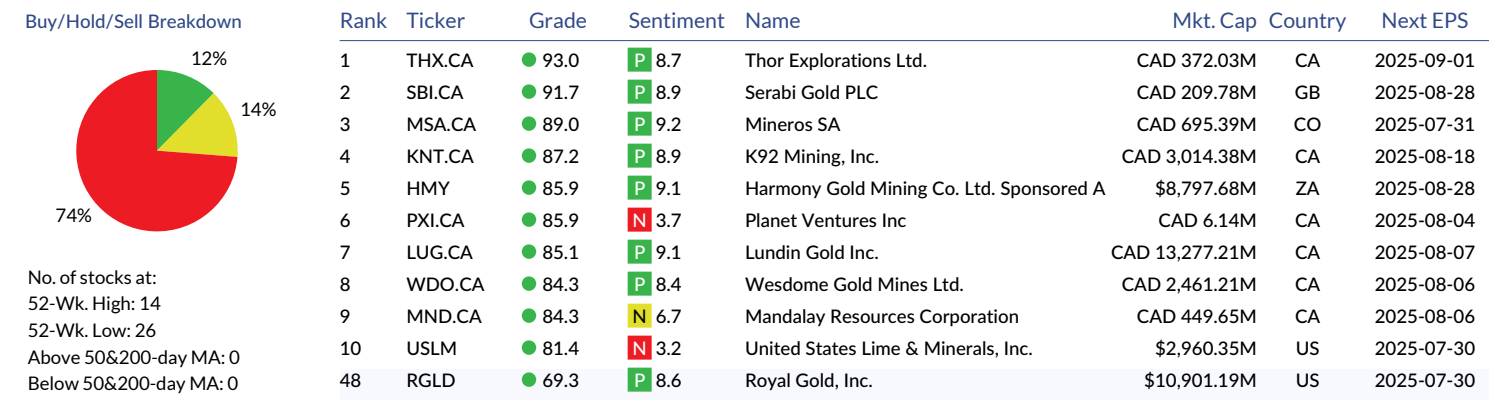 Buy/Hold/Sell Breakdown
12%
14%
74%
No. of stocks at:
52-Wk. High: 14
52-Wk. Low: 26
Above 50&200-day MA: 0
Below 50&200-day MA: 0
Rank Ticker Grade Sentiment Name Mkt. Cap Country Next EPS
1 THX.CA 93.0 P 8.7 Thor Explorations Ltd. CAD 372.03M CA 2025-09-01
2 SBI.CA 91.7 P 8.9 Serabi Gold PLC CAD 209.78M GB 2025-08-28
3 MSA.CA 89.0 P 9.2 Mineros SA CAD 695.39M CO 2025-07-31
4 KNT.CA 87.2 P 8.9 K92 Mining, Inc. CAD 3,014.38M CA 2025-08-18
5 HMY 85.9 P 9.1 Harmony Gold Mining Co. Ltd. Sponsored A $8,797.68M ZA 2025-08-28
6 PXI.CA 85.9 N 3.7 Planet Ventures Inc CAD 6.14M CA 2025-08-04
7 LUG.CA 85.1 P 9.1 Lundin Gold Inc. CAD 13,277.21M CA 2025-08-07
8 WDO.CA 84.3 P 8.4 Wesdome Gold Mines Ltd. CAD 2,461.21M CA 2025-08-06
9 MND.CA 84.3 N 6.7 Mandalay Resources Corporation CAD 449.65M CA 2025-08-06
10 USLM 81.4 N 3.2 United States Lime & Minerals, Inc. $2,960.35M US 2025-07-30
48 RGLD 69.3 P 8.6 Royal Gold, Inc. $10,901.19M US 2025-07-30